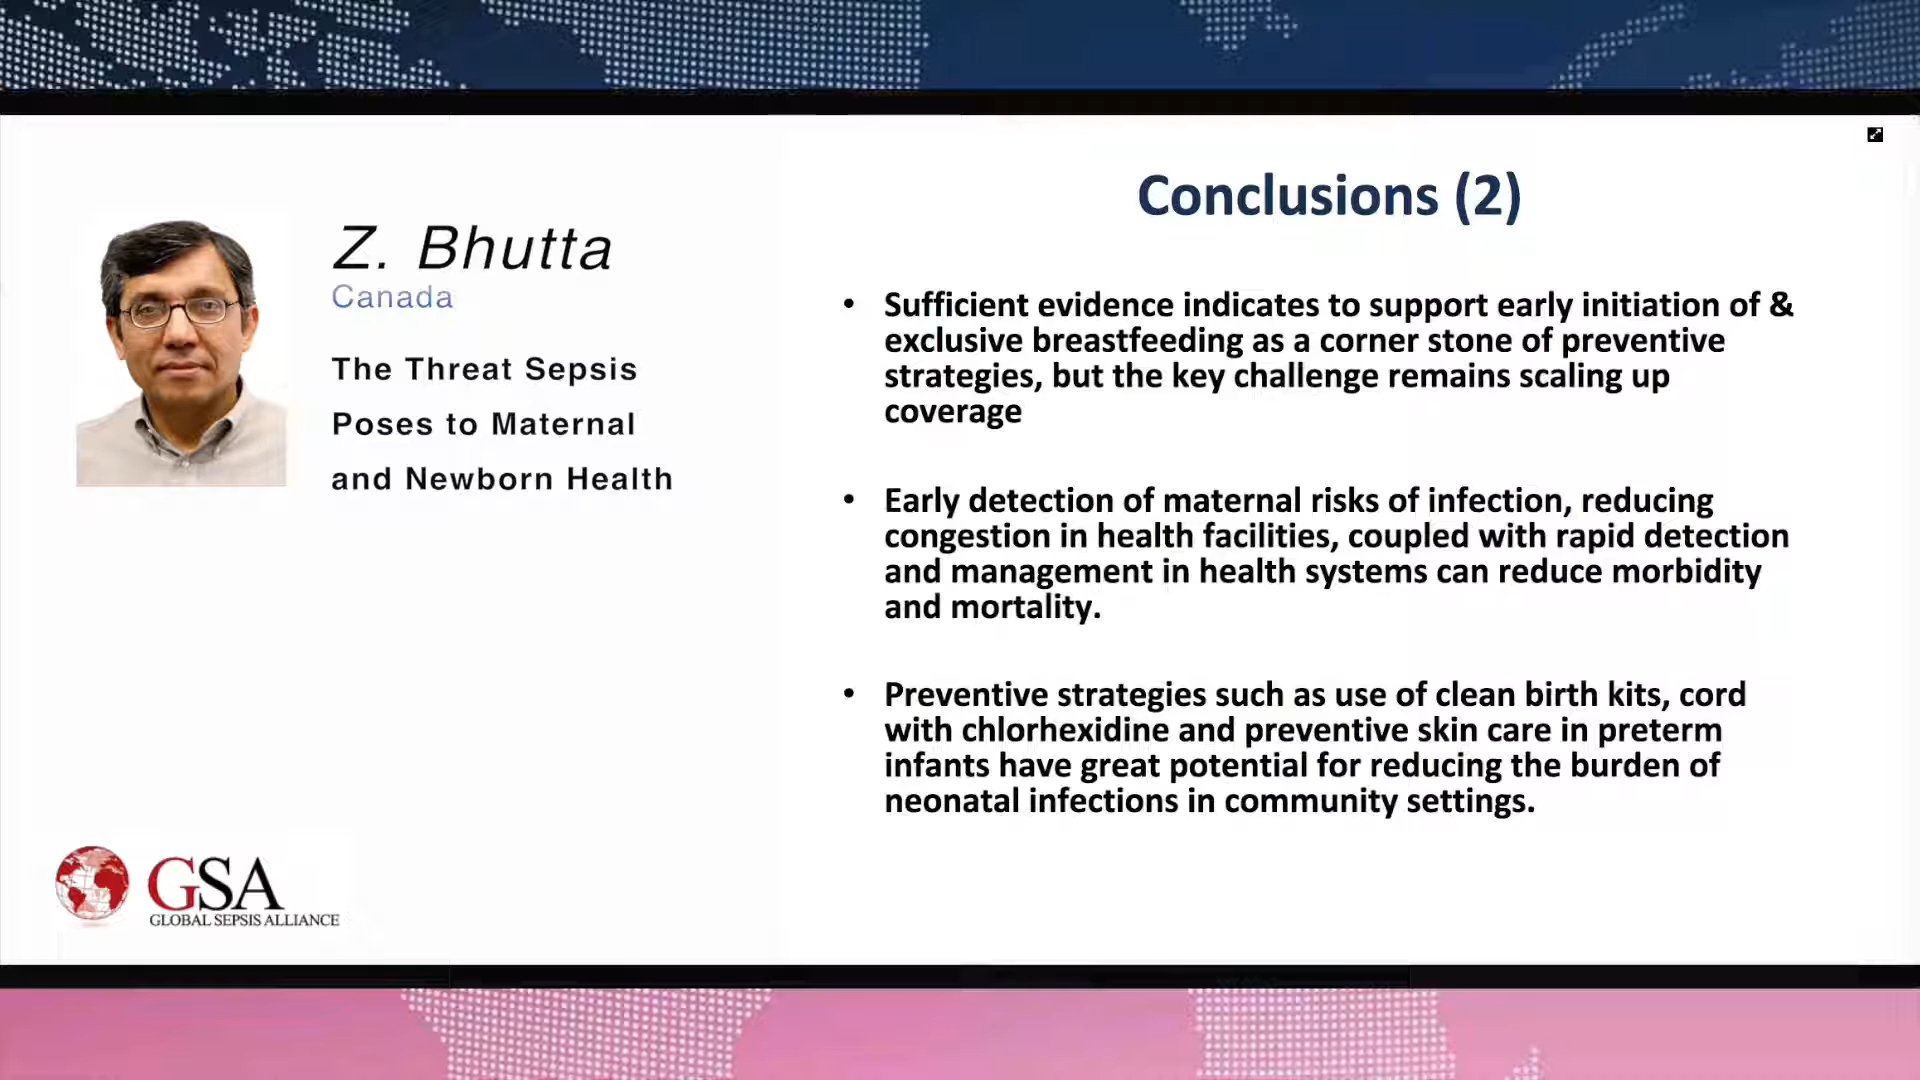 Z. Bhutta
Canada
The Threat Sepsis
Poses to Maternal
and Newborn Health
GSA
GLOBAL SEPSIS ALLIANCE
Conclusions (2)
• Sufficient evidence indicates to support early initiation of &
exclusive breastfeeding as a corner stone of preventive
strategies, but the key challenge remains scaling up
coverage
• Early detection of maternal risks of infection, reducing
congestion in health facilities, coupled with rapid detection
and management in health systems can reduce morbidity
and mortality.
• Preventive strategies such as use of clean birth kits, cord
with chlorhexidine and preventive skin care in preterm
infants have great potential for reducing the burden of
neonatal infections in community settings.